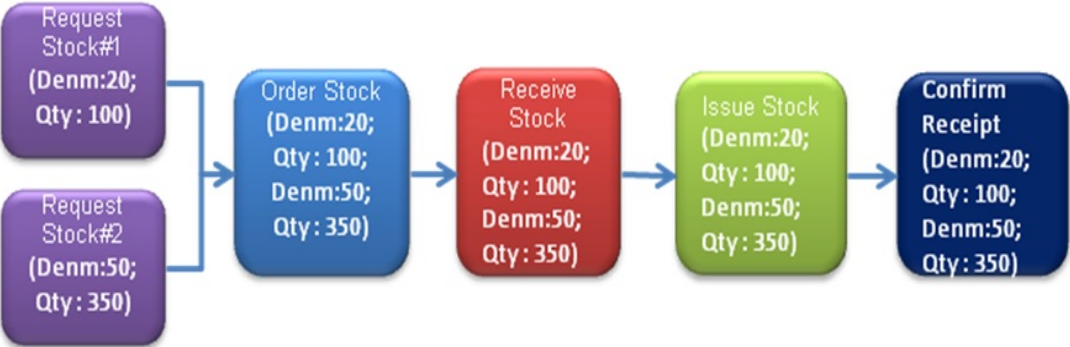 Request
Stock#1
(Denm:20;
Qty: 100)
Request
Stock#2
(Denm:50;
Qty: 350)
Order Stock
(Denm:20;
Qty: 100;
Denm:50;
Qty: 350)
Receive
Stock
(Denm:20;
Qty: 100;
Denm:50;
Qty: 350)
Issue Stock
(Denm:20;
Qty: 100;
Denm:50;
Qty: 350)
Confirm
Receipt
(Denm:20;
Qty: 100;
Denm:50;
Qty: 350)